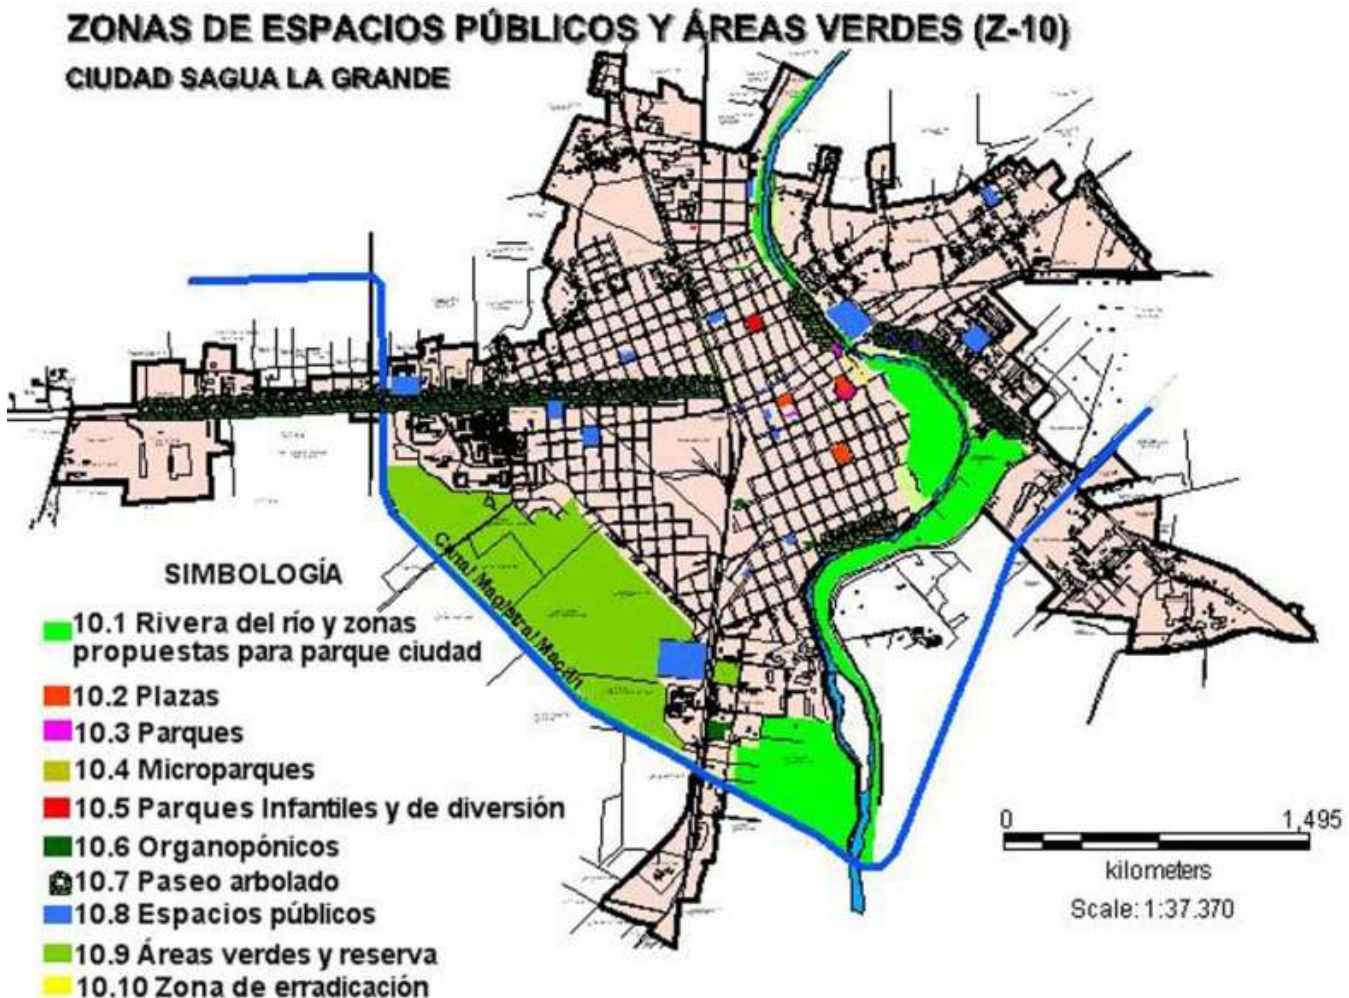 ZONAS DE ESPACIOS PÚBLICOS Y ÁREAS VERDES (Z-10)
CIUDAD SAGUA LA GRANDE
Canal Magistral Macún
SIMBOLOGÍA
10.1 Rivera del río y zonas
propuestas para parque ciudad
10.2 Plazas
10.3 Parques
10.4 Microparques
10.5 Parques Infantiles y de diversión
10.6 Organopónicos
10.7 Paseo arbolado
10.8 Espacios públicos
10.9 Áreas verdes y reserva
10.10 Zona de erradicación
0 1,495
kilometers
Scale: 1:37.370